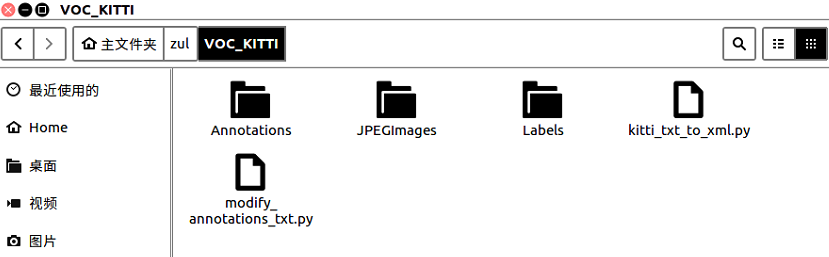 VOC_KITTI
主文件夹 zul VOC_KITTI
最近使用的
Home
桌面
视频
图片
Annotations JPEGImages Labels kitti_txt_to_xml.py
modify_
annotations_txt.py